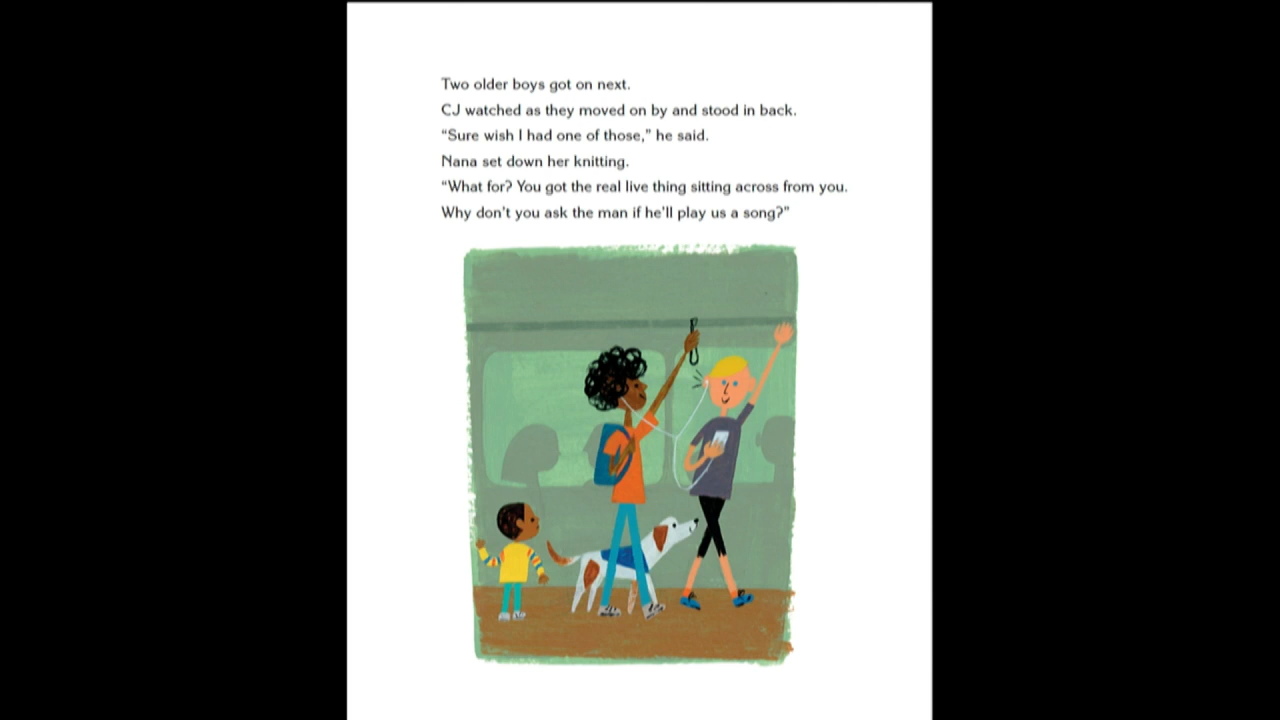 Two older boys got on next.
CJ watched as they moved on by and stood in back.
“Sure wish I had one of those,” he said.
Nana set down her knitting.
“What for? You got the real live thing sitting across from you.
Why don’t you ask the man if he’ll play us a song?”